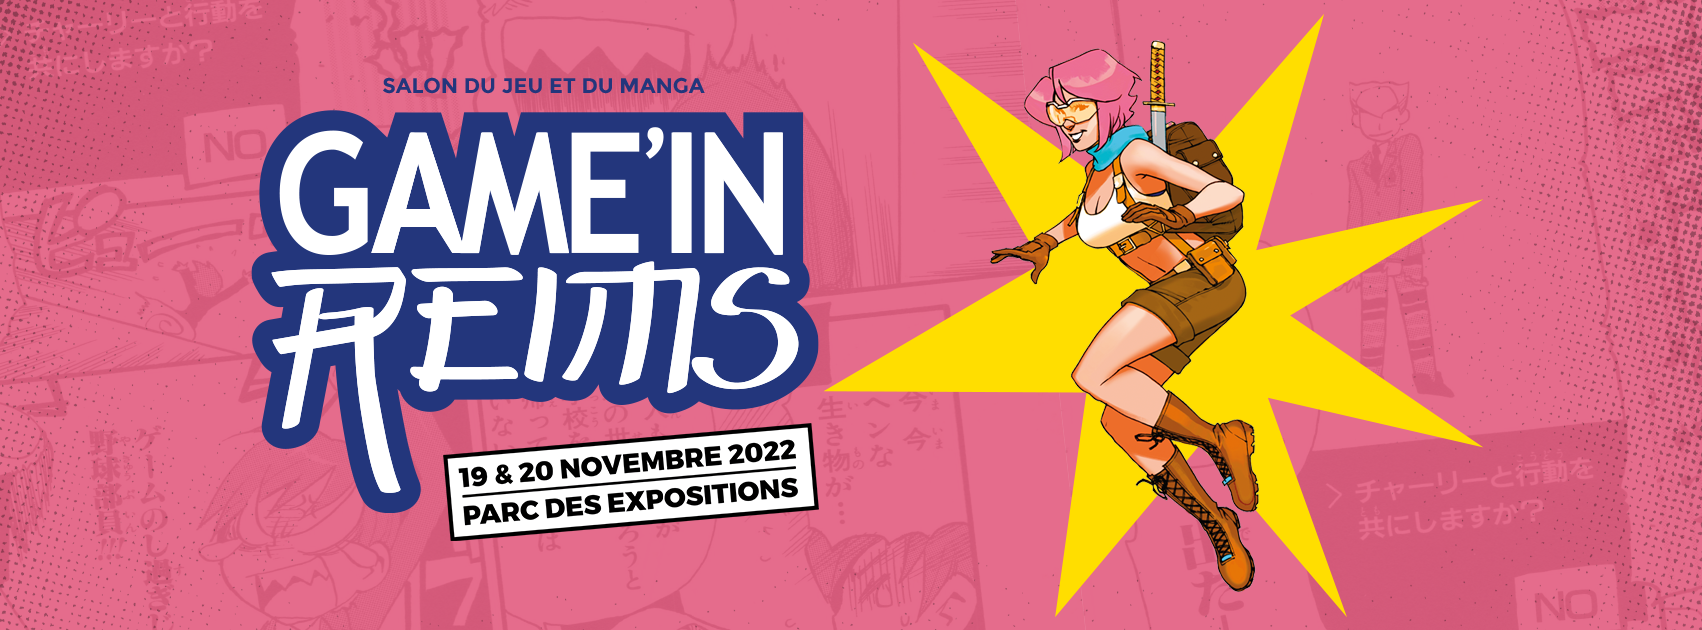 SALON DU JEU ET DU MANGA
GAME'IN
REIMS
19 & 20 NOVEMBRE 2022
PARC DES EXPOSITIONS
チャーリーと行動を
共にしますか?
NO
> チャーリーと行動を
共にしますか?
NO
今今
ヘンな
生き物が…